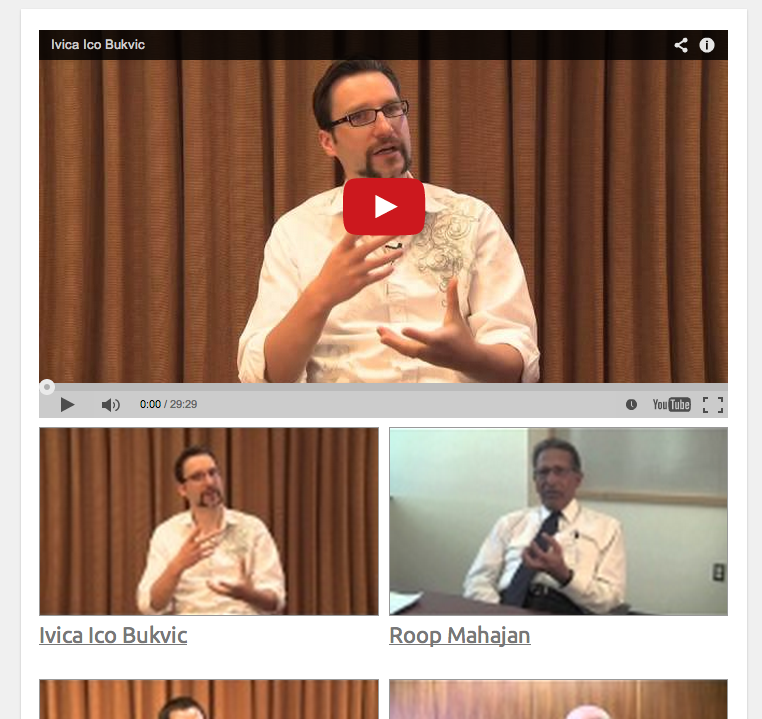 Ivica Ico Bukvic
0:00 / 29:29
YouTube
Ivica Ico Bukvic
Roop Mahajan